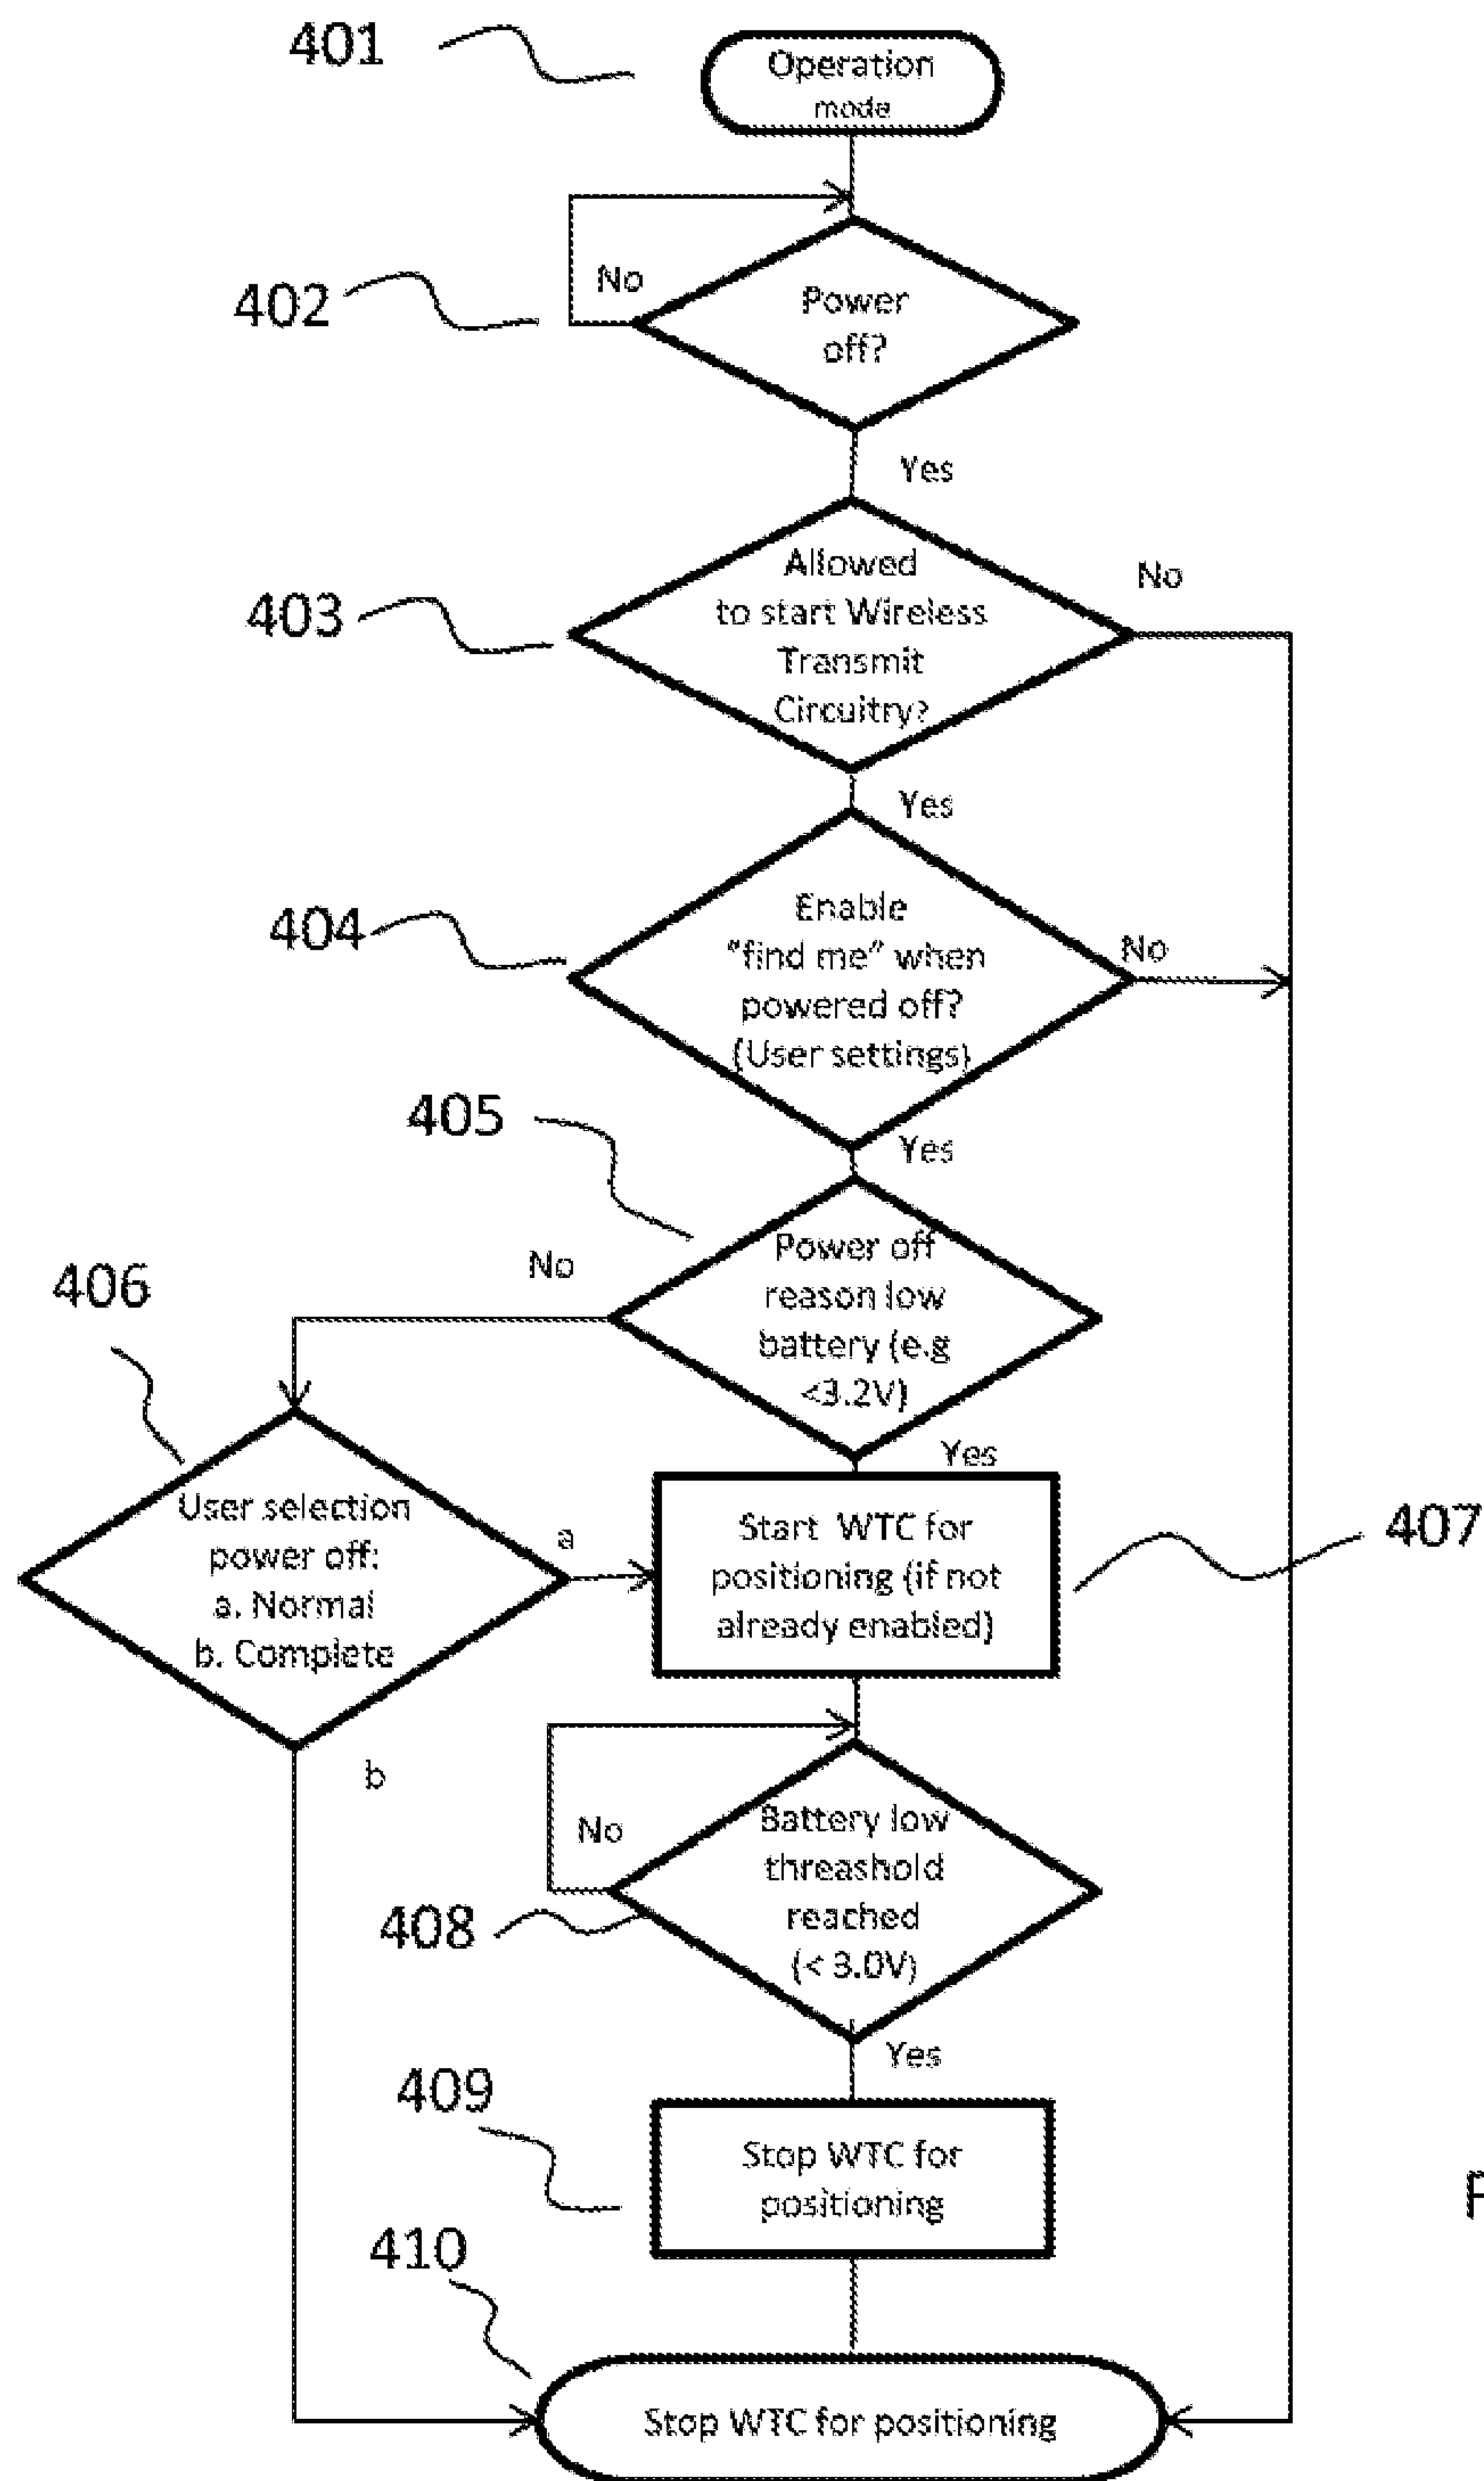 401
Operation
mode
402
No
Power
off?
Yes
403
Allowed
to start Wireless
Transmit
Circuitry?
No
Yes
404
Enable
"find me" when
powered off?
(User settings)
No
Yes
405
Power off
reason low
battery (e.g
<3.2V)
No
Yes
406
User selection
power off:
a. Normal
b. Complete
a
b
Start WTC for
positioning (if not
already enabled)
407
Battery low
threashold
reached
(< 3.0V)
No
408
Yes
409
Stop WTC for
positioning
F
410
Stop WTC for positioning